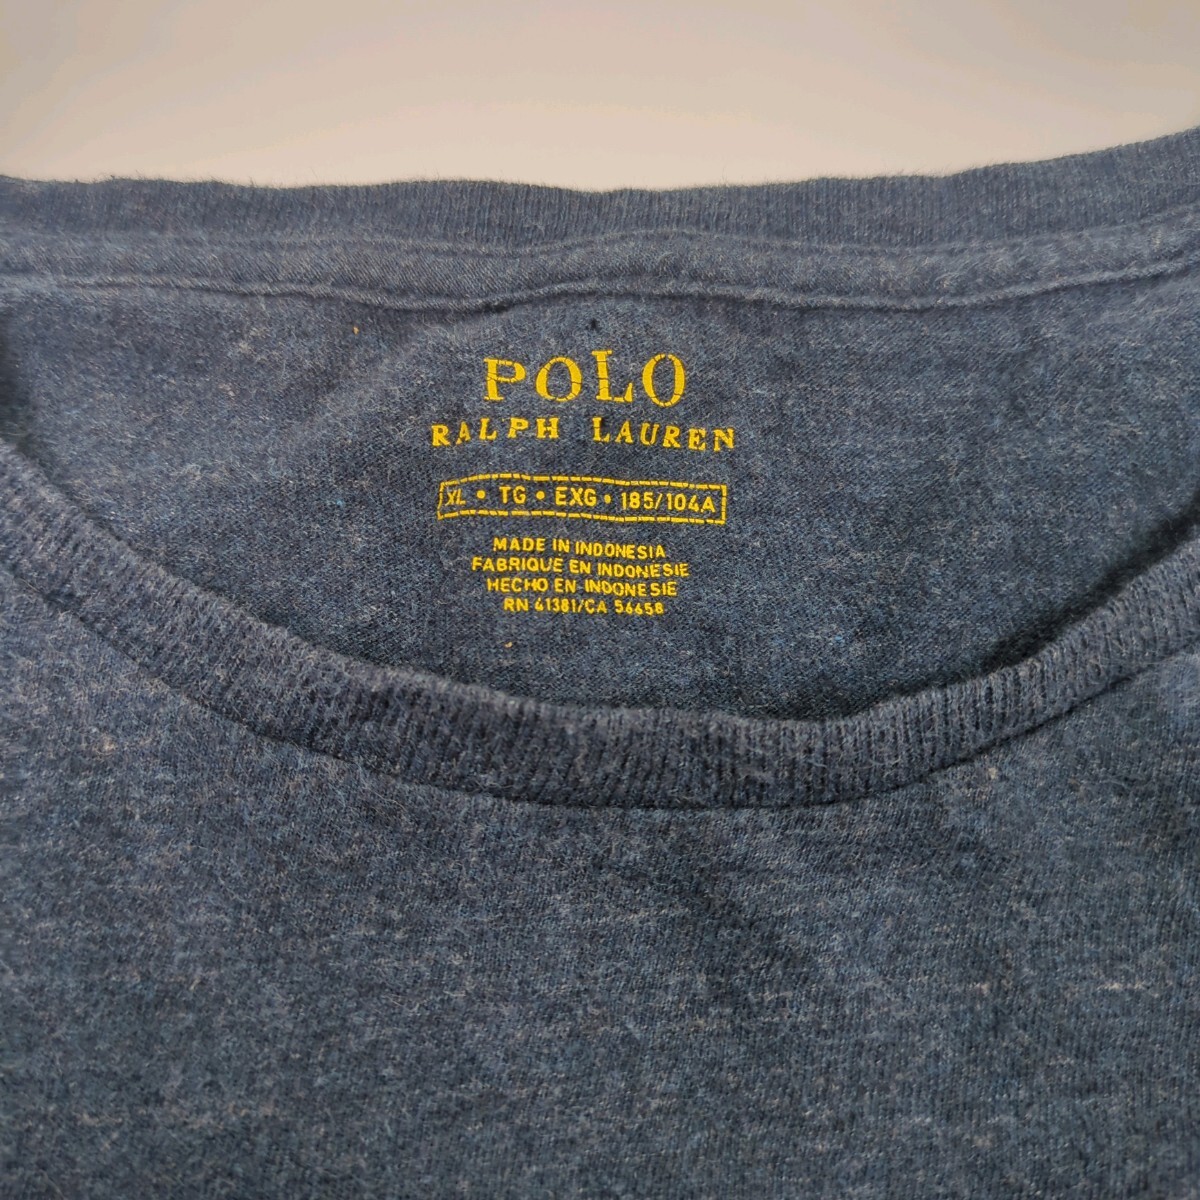 POLO
RALPH LAUREN
XL • TG • EXG • 185/104A
MADE IN INDONESIA
FABRIQUE EN INDONESIE
HECHO EN INDONESIE
RN 41381/CA 56458